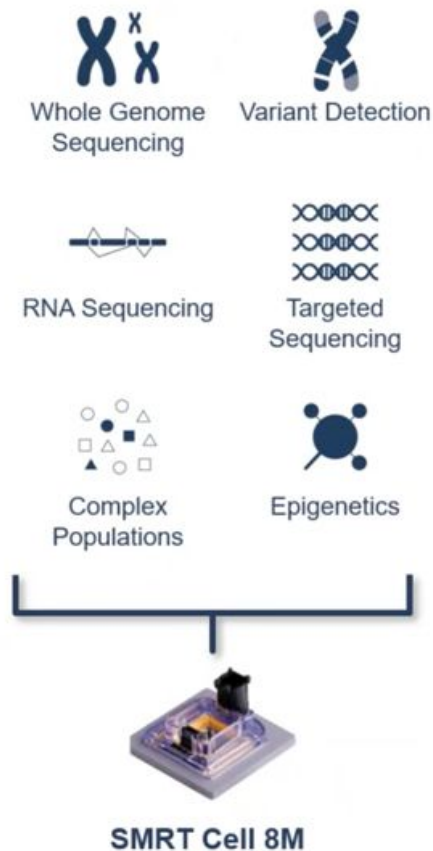 Whole Genome
Sequencing
Variant Detection
RNA Sequencing
Targeted
Sequencing
Complex
Populations
Epigenetics
SMRT Cell 8M